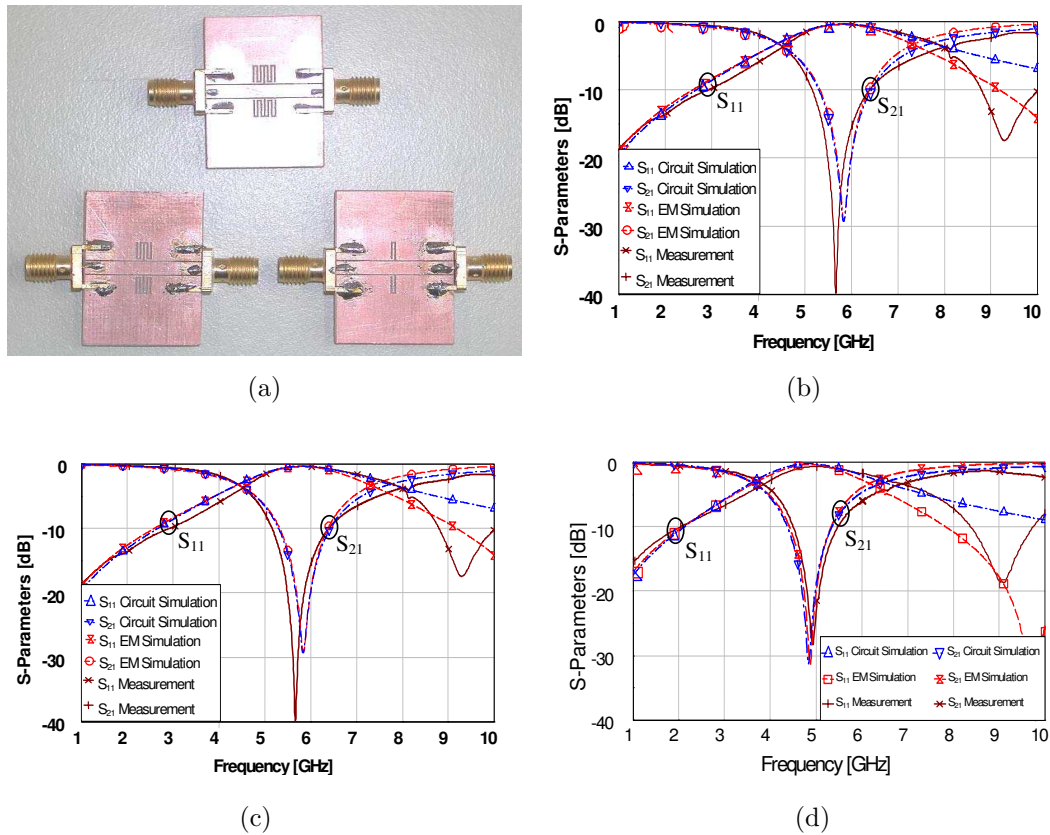 (a)
S-Parameters [dB]
0
-10
-20
-30
-40
S₁₁
S₂₁
S₁₁ Circuit Simulation
S₂₁ Circuit Simulation
S₁₁ EM Simulation
S₂₁ EM Simulation
S₁₁ Measurement
S₂₁ Measurement
1 2 3 4 5 6 7 8 9 10
Frequency [GHz]
(b)
S-Parameters [dB]
0
-10
-20
-30
-40
S₁₁
S₂₁
S₁₁ Circuit Simulation
S₂₁ Circuit Simulation
S₁₁ EM Simulation
S₂₁ EM Simulation
S₁₁ Measurement
S₂₁ Measurement
1 2 3 4 5 6 7 8 9 10
Frequency [GHz]
(c)
S-Parameters [dB]
0
-10
-20
-30
-40
S₁₁
S₂₁
S₁₁ Circuit Simulation S₂₁ Circuit Simulation
S₁₁ EM Simulation S₂₁ EM Simulation
S₁₁ Measurement S₂₁ Measurement
1 2 3 4 5 6 7 8 9 10
Frequency [GHz]
(d)